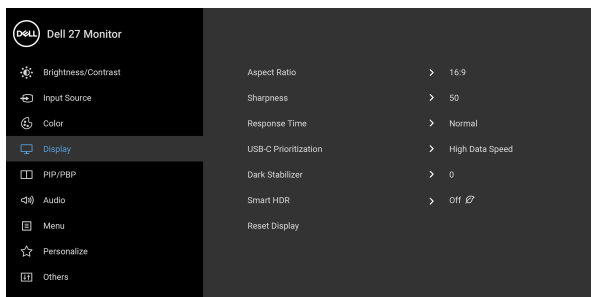 DELL Dell 27 Monitor
Brightness/Contrast
Input Source
Color
Display
PIP/PBP
Audio
Menu
Personalize
Others
Aspect Ratio 16:9
Sharpness 50
Response Time Normal
USB-C Prioritization High Data Speed
Dark Stabilizer 0
Smart HDR Off
Reset Display